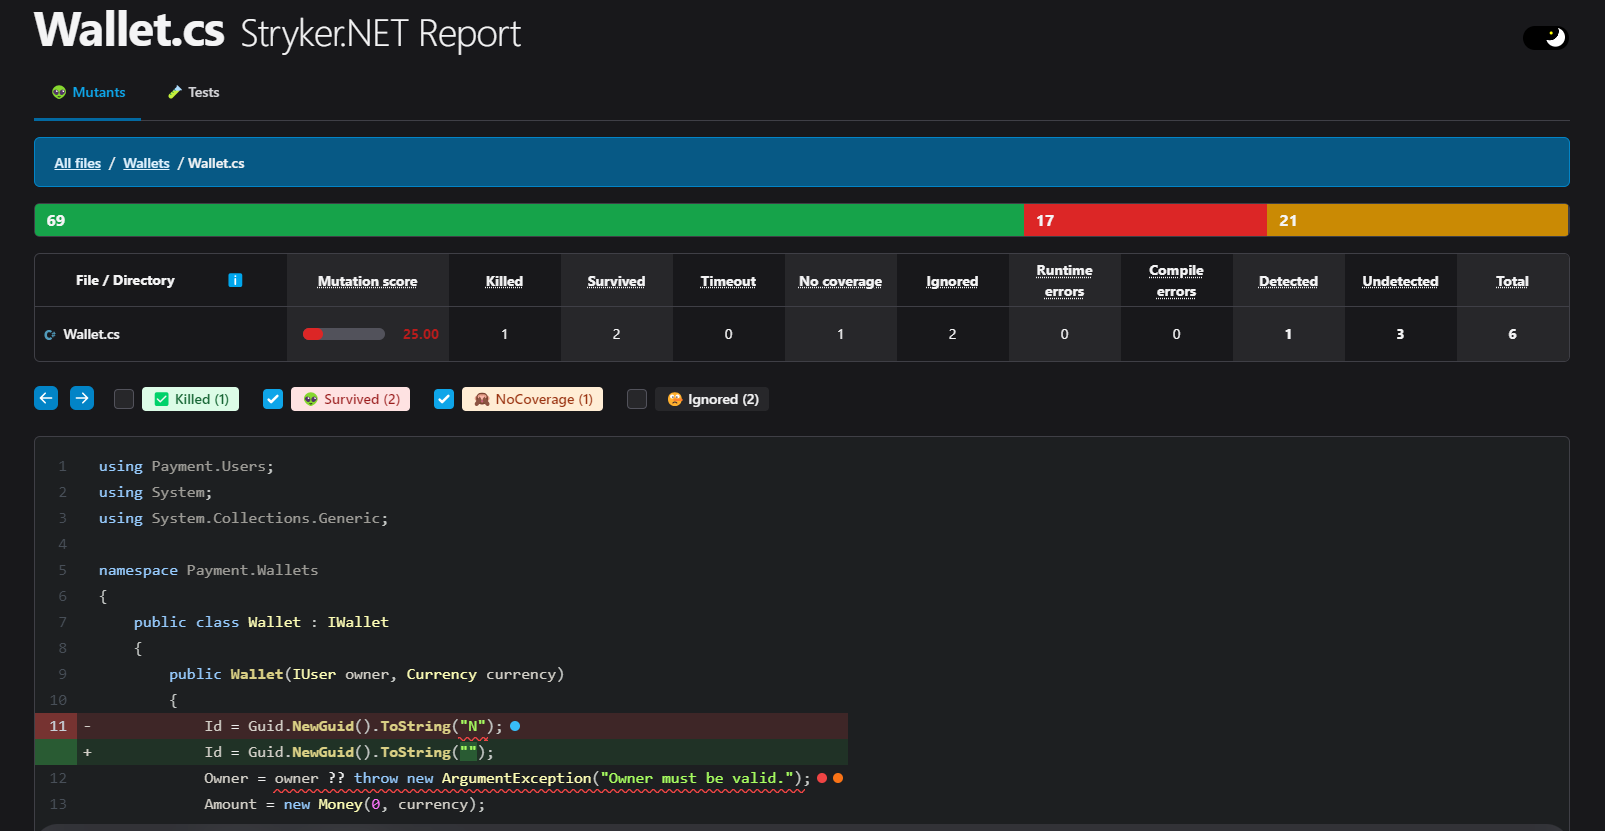 Wallet.cs Stryker.NET Report
Mutants Tests
All files / Wallets / Wallet.cs
69 17 21
File / Directory i Mutation score Killed Survived Timeout No coverage Ignored Runtime errors Compile errors Detected Undetected Total
Wallet.cs 25.00 1 2 0 1 2 0 0 1 3 6
Killed (1) Survived (2) NoCoverage (1) Ignored (2)
1 using Payment.Users;
2 using System;
3 using System.Collections.Generic;
4
5 namespace Payment.Wallets
6 {
7     public class Wallet : IWallet
8     {
9         public Wallet(IUser owner, Currency currency)
10         {
11 -             Id = Guid.NewGuid().ToString("N");
+             Id = Guid.NewGuid().ToString("");
12             Owner = owner ?? throw new ArgumentException("Owner must be valid.");
13             Amount = new Money(0, currency);